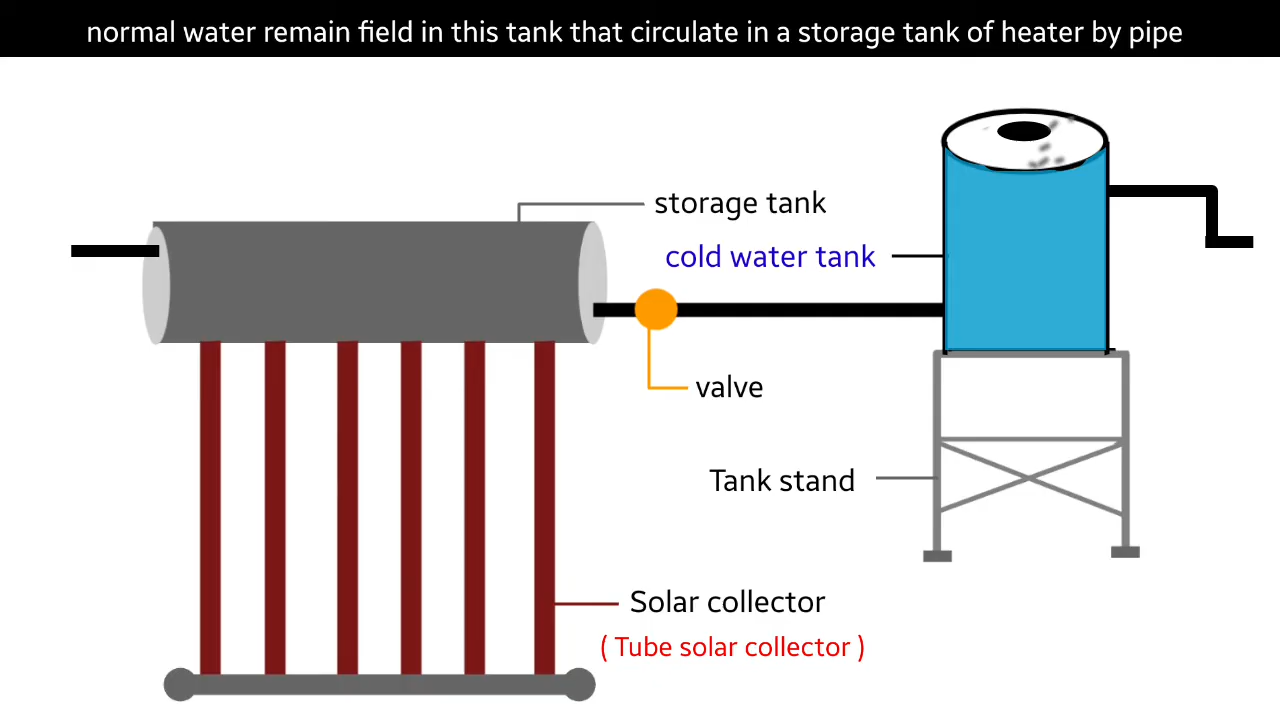 normal water remain field in this tank that circulate in a storage tank of heater by pipe
storage tank
cold water tank
valve
Tank stand
Solar collector
( Tube solar collector )